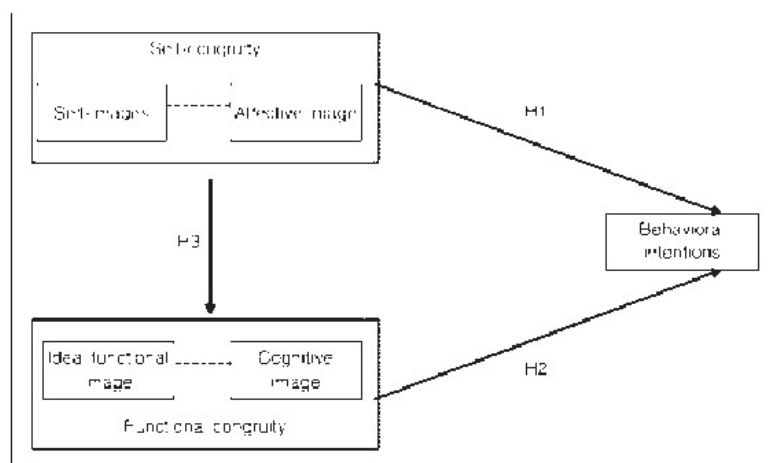 Self-congruity
Self-images
Affective image
H1
H3
Behavioral
intentions
Ideal functional
image
Cognitive
image
H2
Functional congruity